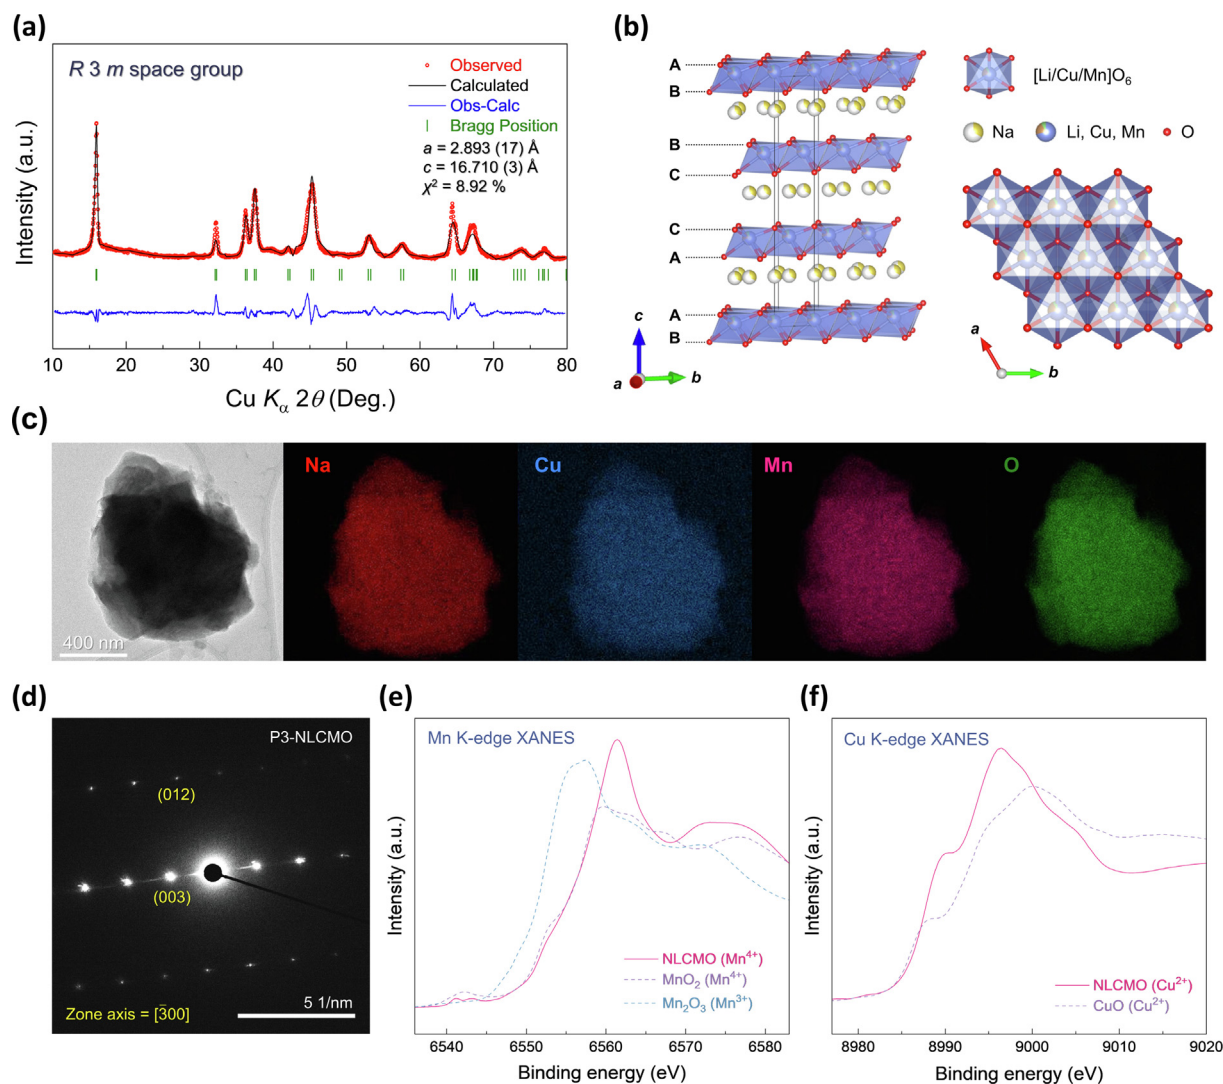 (a)
R 3 m space group
Observed
Calculated
Obs-Calc
Bragg Position
a = 2.893 (17) Å
c = 16.710 (3) Å
χ² = 8.92 %
Intensity (a.u.)
10 20 30 40 50 60 70 80
Cu Kα 2θ (Deg.)
(b)
A
B
B
C
C
A
A
B
c
a
b
[Li/Cu/Mn]O₆
Na
Li, Cu, Mn
O
a
b
(c)
400 nm
Na
Cu
Mn
O
(d)
P3-NLCMO
(012)
(003)
Zone axis = [3̄00]
5 1/nm
(e)
Mn K-edge XANES
Intensity (a.u.)
NLCMO (Mn⁴⁺)
MnO₂ (Mn⁴⁺)
Mn₂O₃ (Mn³⁺)
6540 6550 6560 6570 6580
Binding energy (eV)
(f)
Cu K-edge XANES
Intensity (a.u.)
NLCMO (Cu²⁺)
CuO (Cu²⁺)
8980 8990 9000 9010 9020
Binding energy (eV)